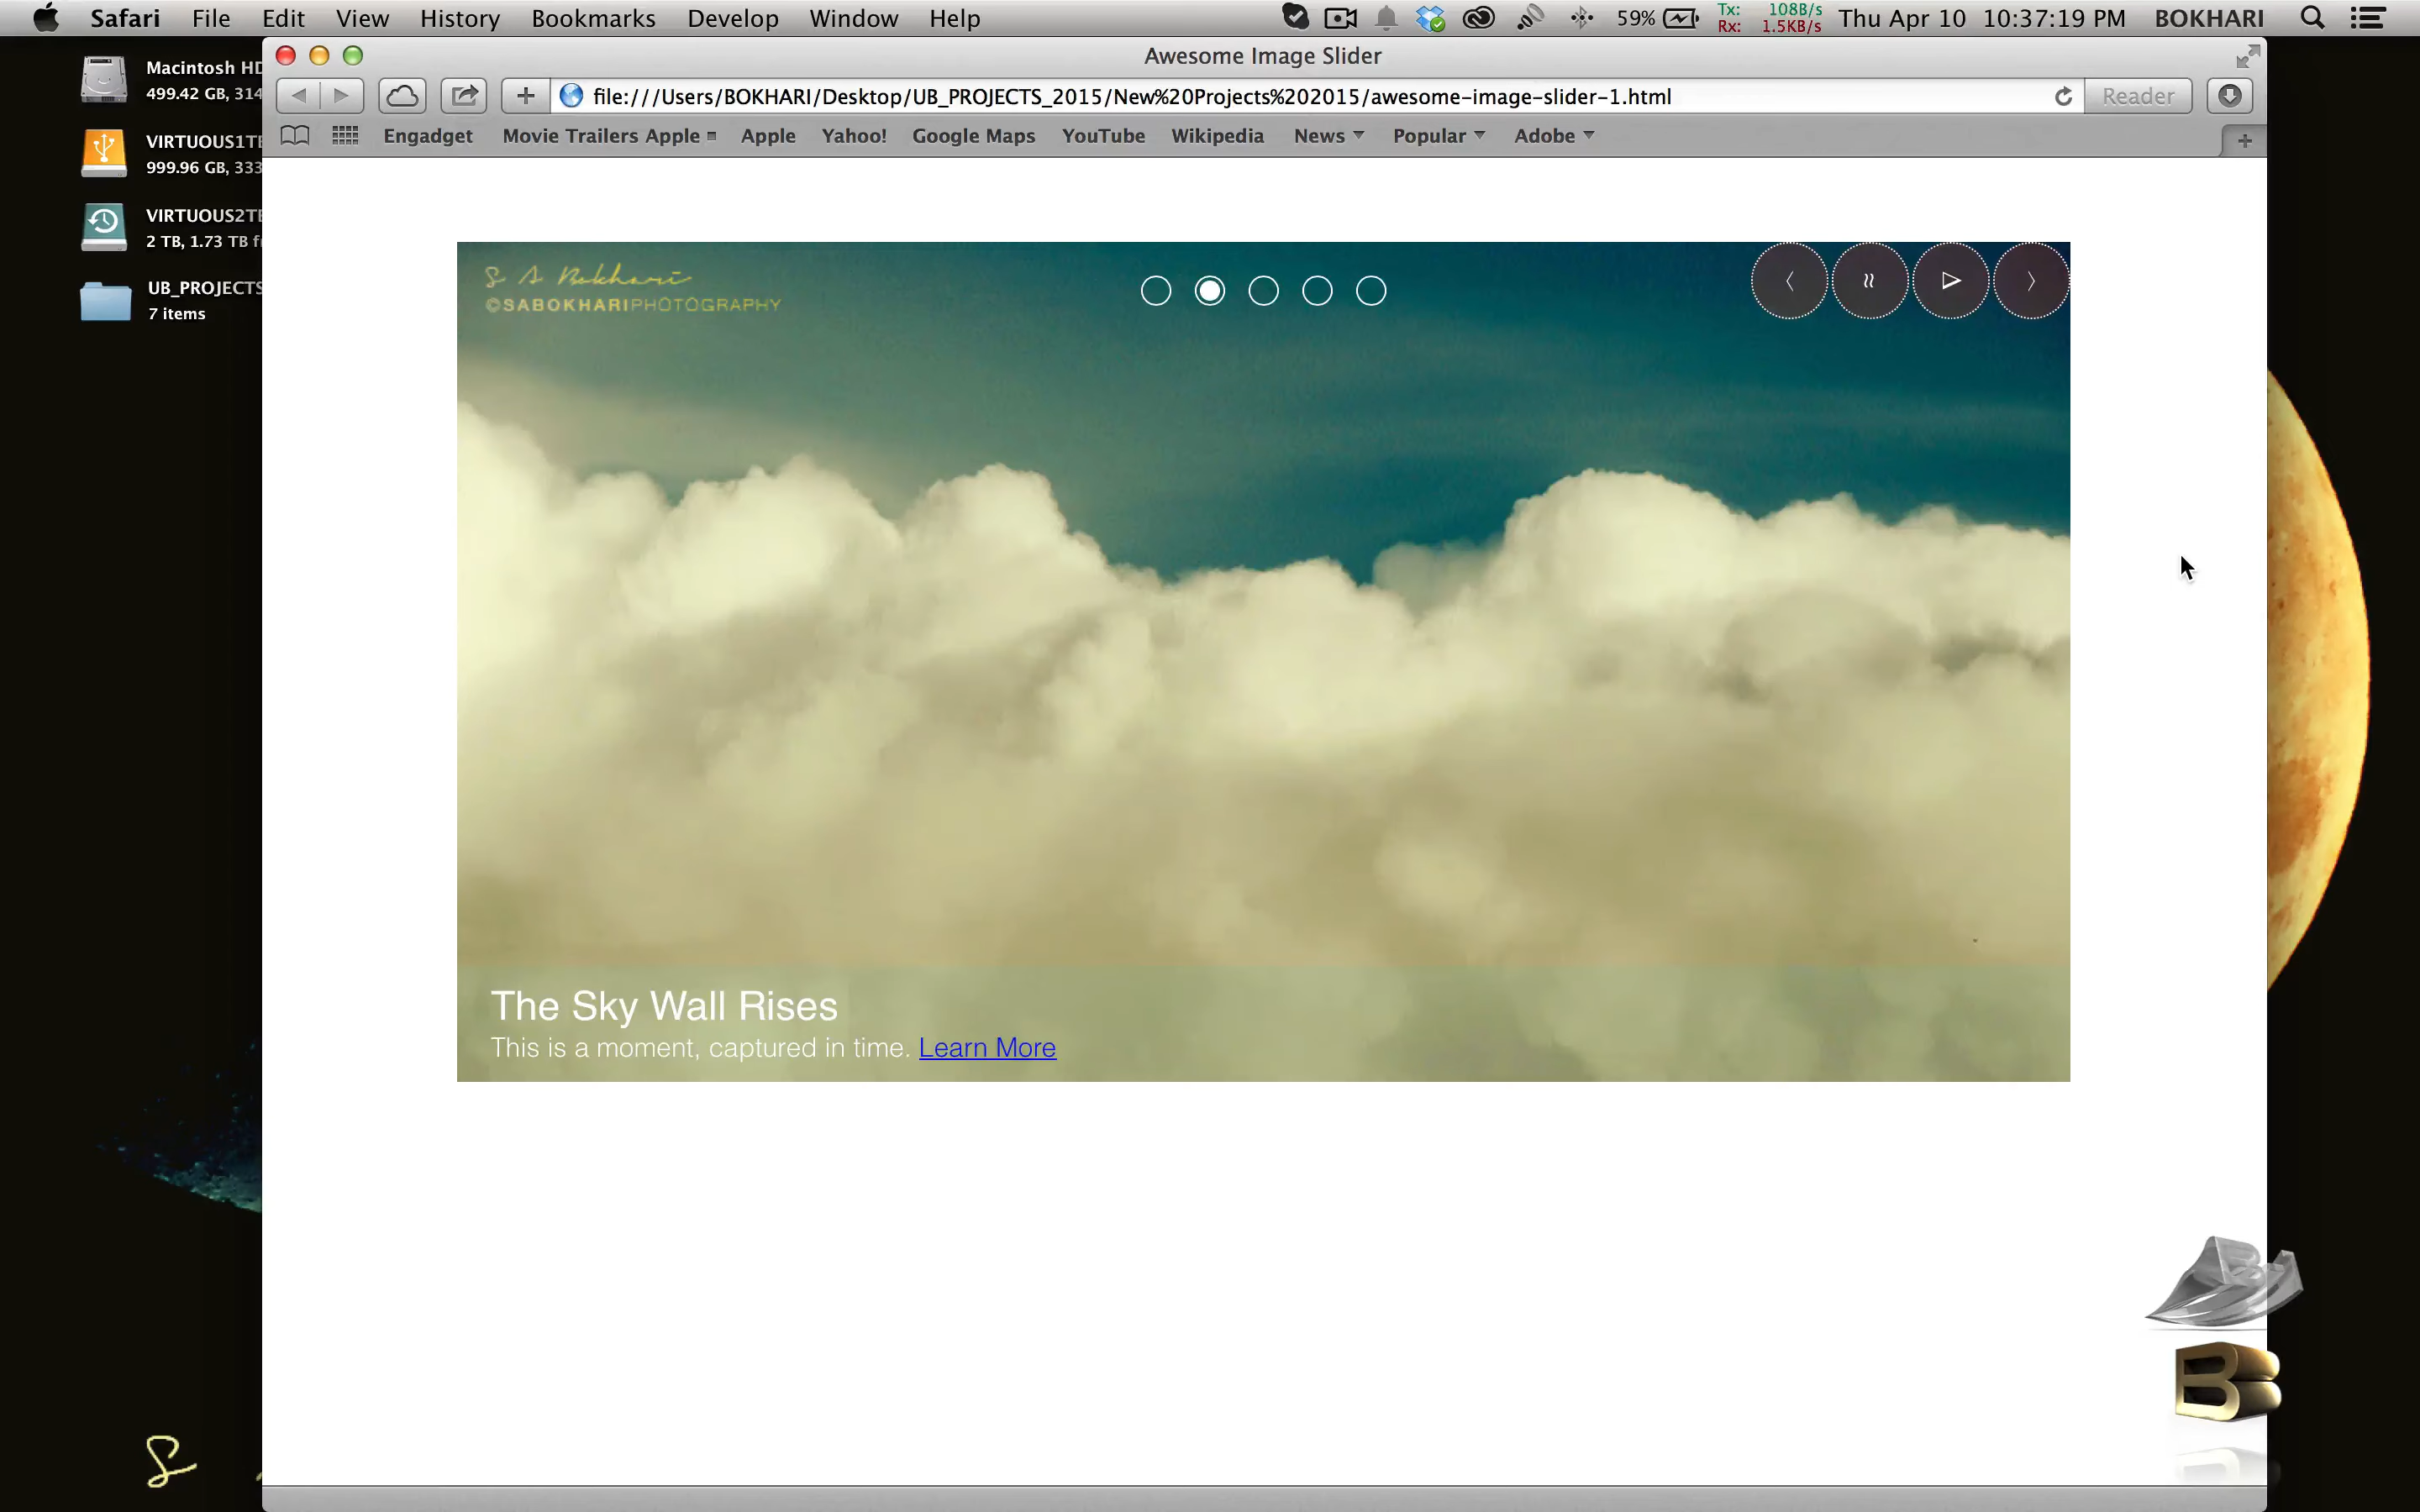 Safari File Edit View History Bookmarks Develop Window Help 59% Tx: 108B/s Rx: 1.5KB/s Thu Apr 10 10:37:19 PM BOKHARI
Macintosh HD
499.42 GB, 314
VIRTUOUS1TE
999.96 GB, 333
VIRTUOUS2TE
2 TB, 1.73 TB f
UB_PROJECTS
7 items
Awesome Image Slider
file:///Users/BOKHARI/Desktop/UB_PROJECTS_2015/New%20Projects%202015/awesome-image-slider-1.html Reader
Engadget Movie Trailers Apple Apple Yahoo! Google Maps YouTube Wikipedia News Popular Adobe
S A Bokhari
©SABOKHARIPHOTOGRAPHY
The Sky Wall Rises
This is a moment, captured in time. Learn More
B
S